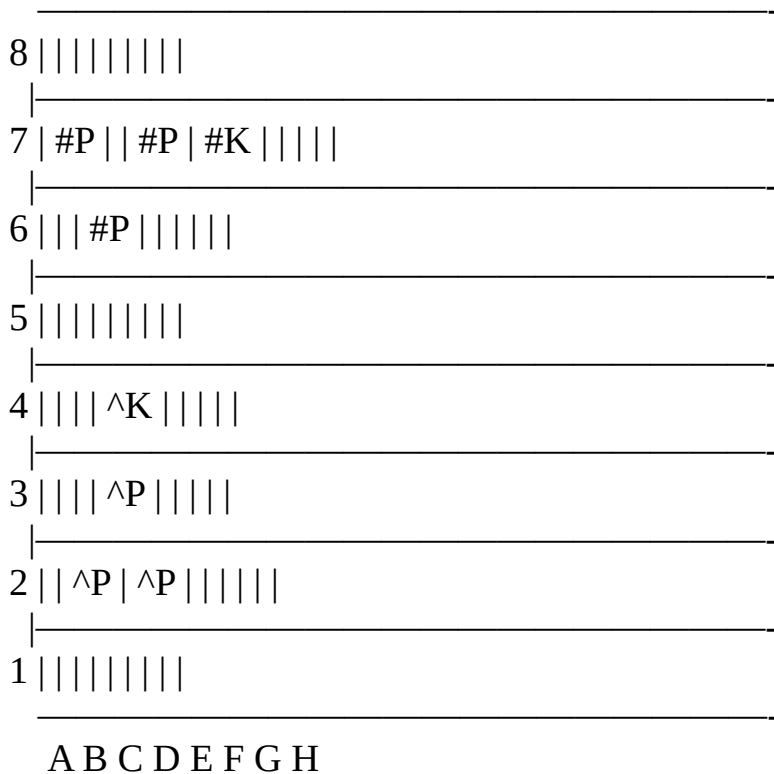 8 | | | | | | | | |
7 | #P | | #P | #K | | | | |
6 | | | #P | | | | | |
5 | | | | | | | | |
4 | | | | ^K | | | | |
3 | | | | ^P | | | | |
2 | | ^P | ^P | | | | | |
1 | | | | | | | | |
A B C D E F G H